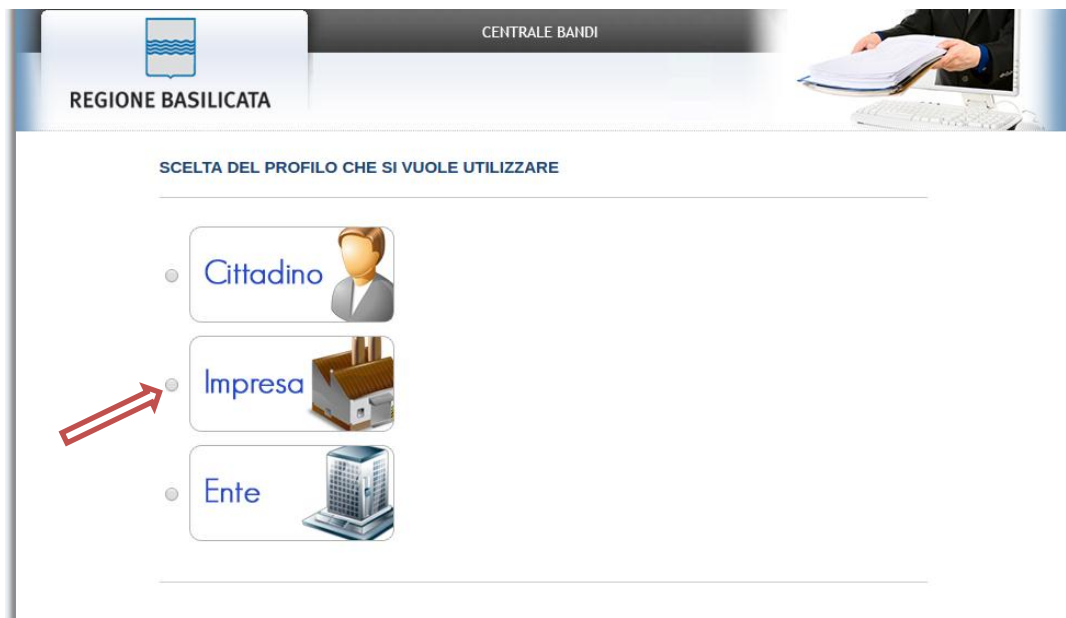 CENTRALE BANDI
REGIONE BASILICATA
SCELTA DEL PROFILO CHE SI VUOLE UTILIZZARE
Cittadino
Impresa
Ente